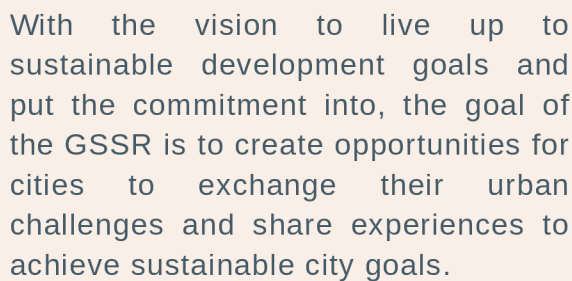 With the vision to live up to
sustainable development goals and
put the commitment into, the goal of
the GSSR is to create opportunities for
cities to exchange their urban
challenges and share experiences to
achieve sustainable city goals.